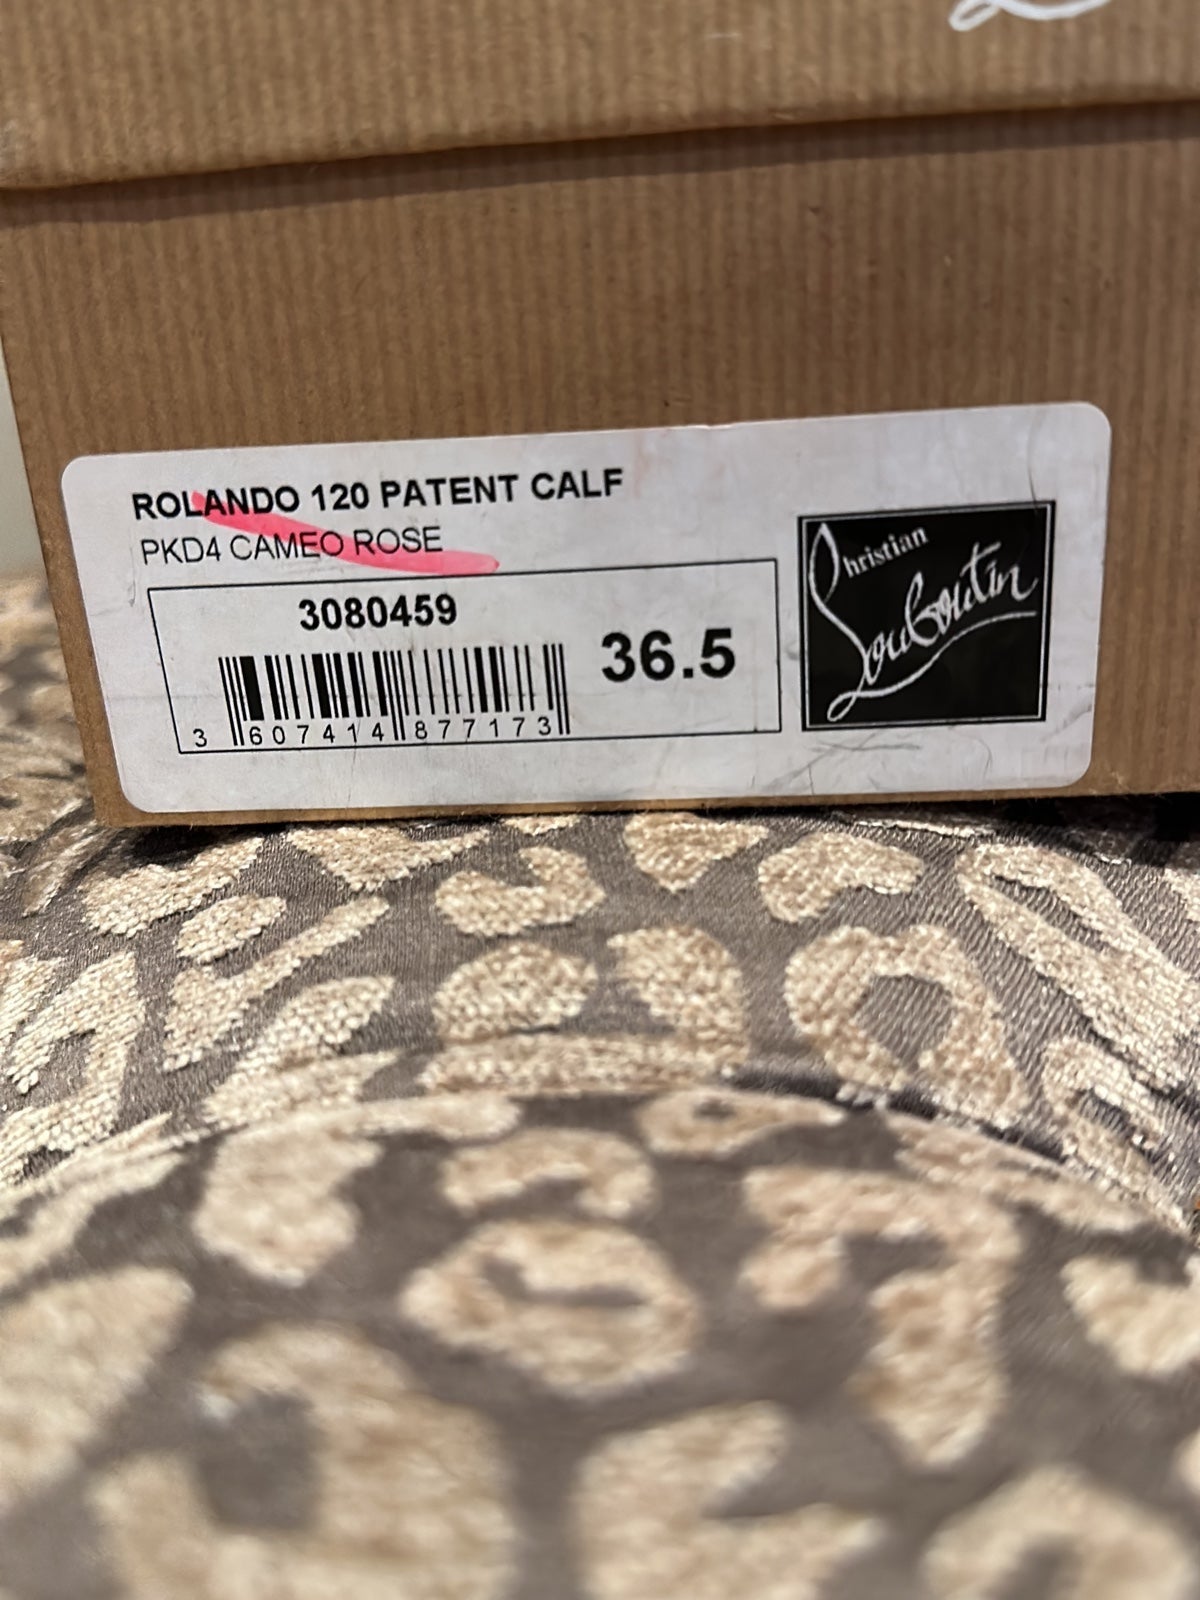 ROLANDO 120 PATENT CALF
PKD4 CAMEO ROSE
3080459
36.5
3 607414 877173
Christian
Louboutin